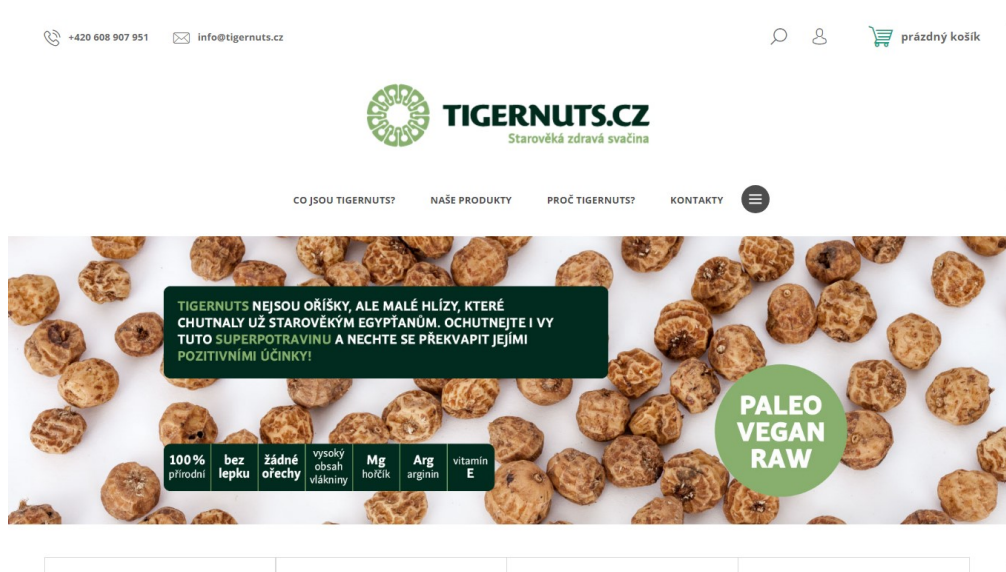 +420 608 907 951
info@tigernuts.cz
prázdný košík
TIGERNUTS.CZ
Starověká zdravá svačina
CO JSOU TIGERNUTS?
NAŠE PRODUKTY
PROČ TIGERNUTS?
KONTAKTY
TIGERNUTS NEJSOU OŘÍŠKY, ALE MALÉ HLÍZY, KTERÉ
CHUTNALY UŽ STAROVĚKÝM EGYPŤANŮM. OCHUTNEJTE I VY
TUTO SUPERPOTRAVINU A NECHTE SE PŘEKVAPIT JEJÍMI
POZITIVNÍMI ÚČINKY!
PALEO
VEGAN
RAW
100 %
přírodní
bez
lepku
žádné
ořechy
vysoký
obsah
vlákniny
Mg
hořčík
Arg
arginin
vitamín
E